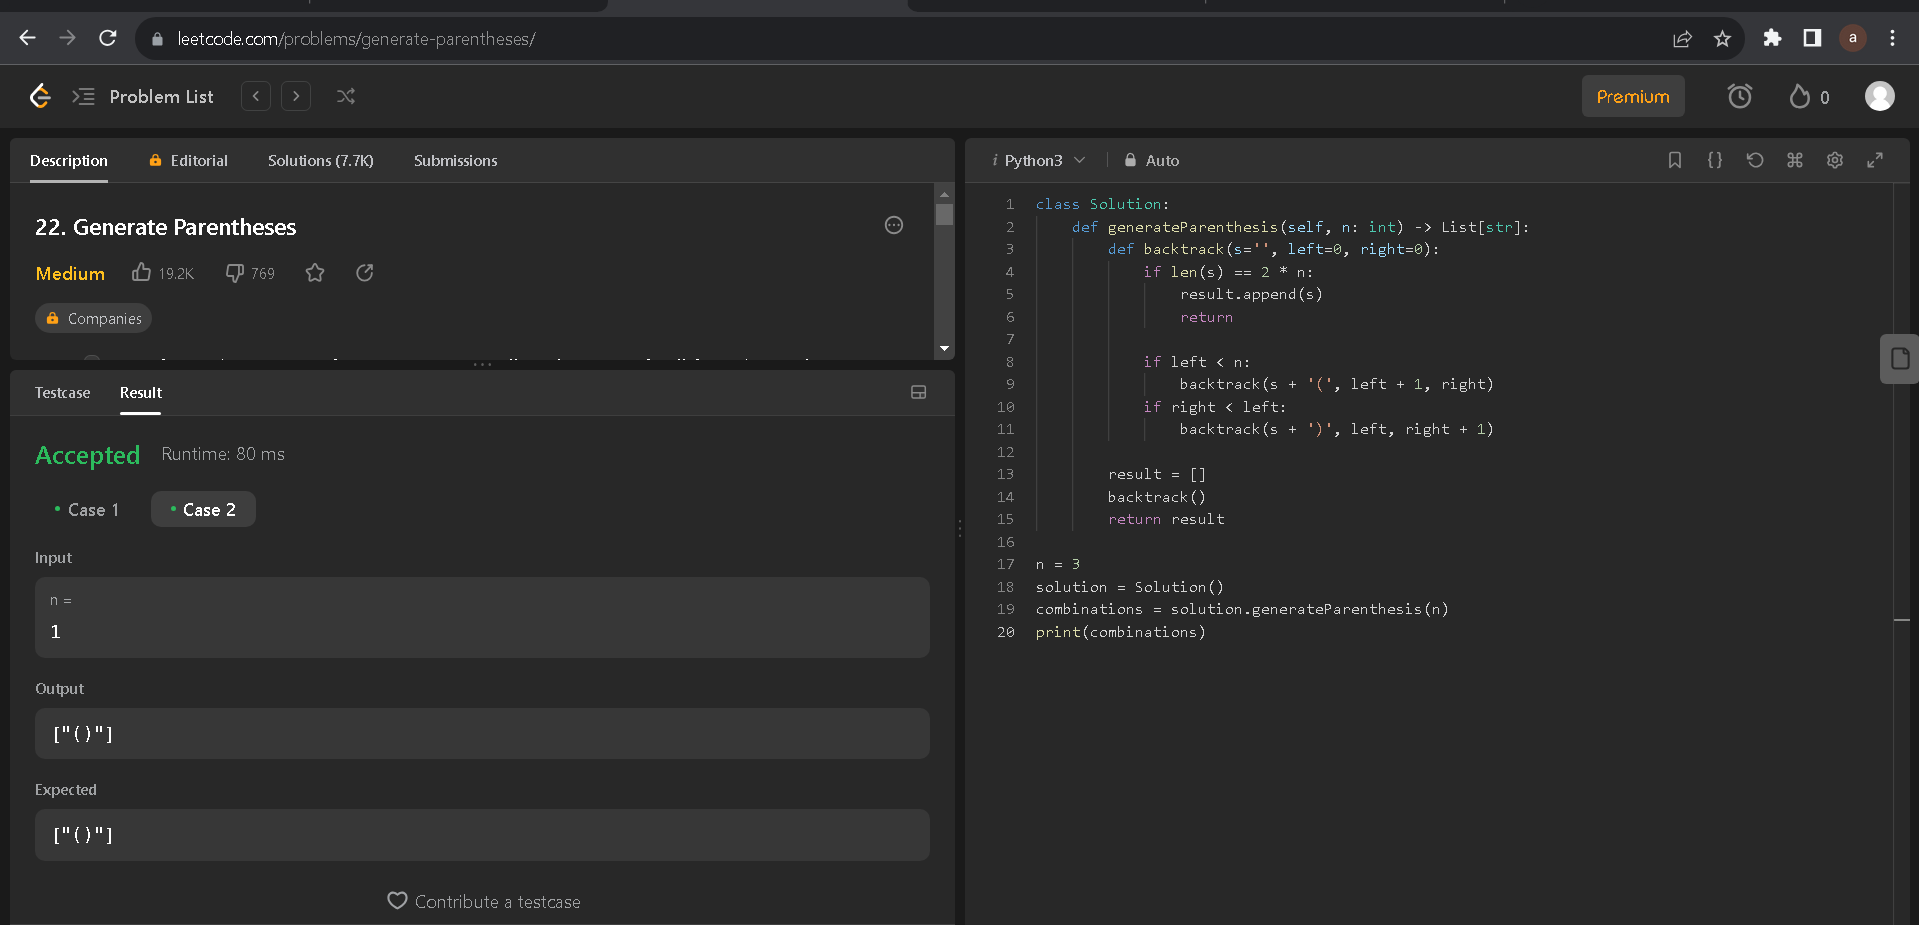 leetcode.com/problems/generate-parentheses/
a
Problem List
Premium
0
Description
Editorial
Solutions (7.7K)
Submissions
22. Generate Parentheses
Medium
19.2K
769
Companies
Testcase
Result
Accepted
Runtime: 80 ms
• Case 1
• Case 2
Input
n =
1
Output
["()"]
Expected
["()"]
Contribute a testcase
i Python3
Auto
1 class Solution:
2     def generateParenthesis(self, n: int) -> List[str]:
3         def backtrack(s='', left=0, right=0):
4             if len(s) == 2 * n:
5                 result.append(s)
6                 return
7
8             if left < n:
9                 backtrack(s + '(', left + 1, right)
10             if right < left:
11                 backtrack(s + ')', left, right + 1)
12
13         result = []
14         backtrack()
15         return result
16
17 n = 3
18 solution = Solution()
19 combinations = solution.generateParenthesis(n)
20 print(combinations)